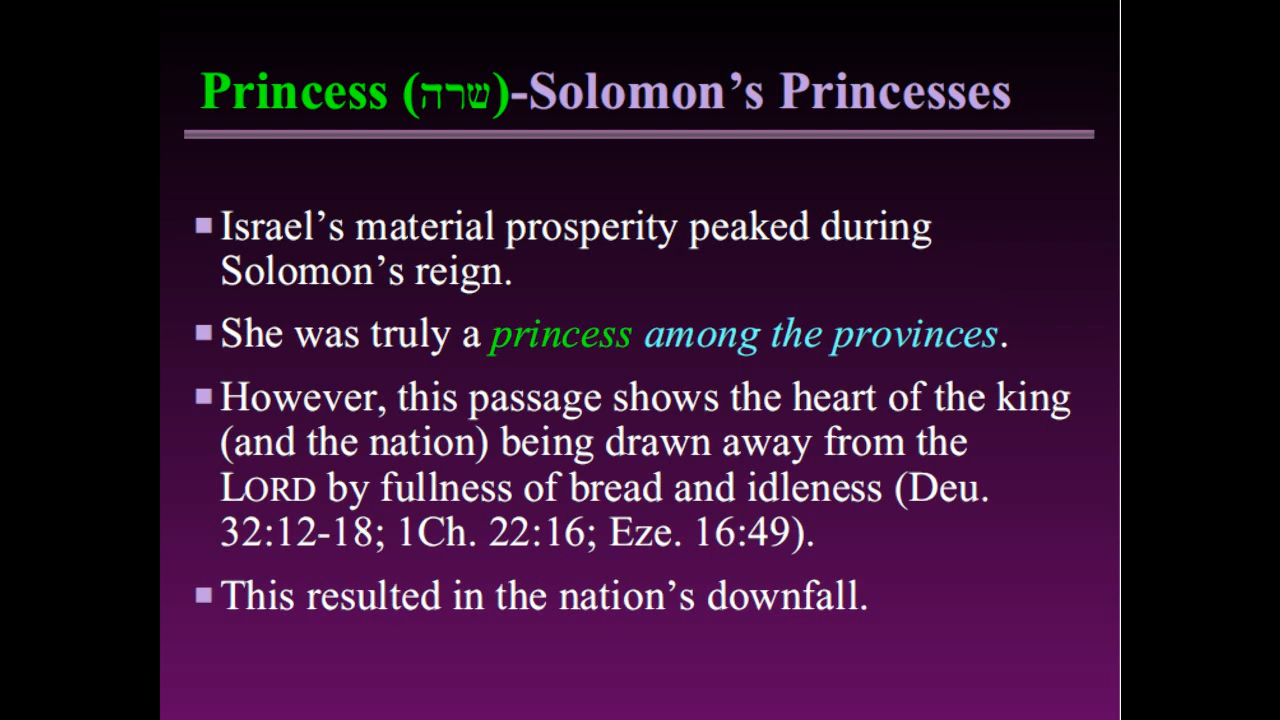 Princess (שרה)-Solomon’s Princesses
Israel’s material prosperity peaked during
Solomon’s reign.
She was truly a princess among the provinces.
However, this passage shows the heart of the king
(and the nation) being drawn away from the
LORD by fullness of bread and idleness (Deu.
32:12-18; 1Ch. 22:16; Eze. 16:49).
This resulted in the nation’s downfall.